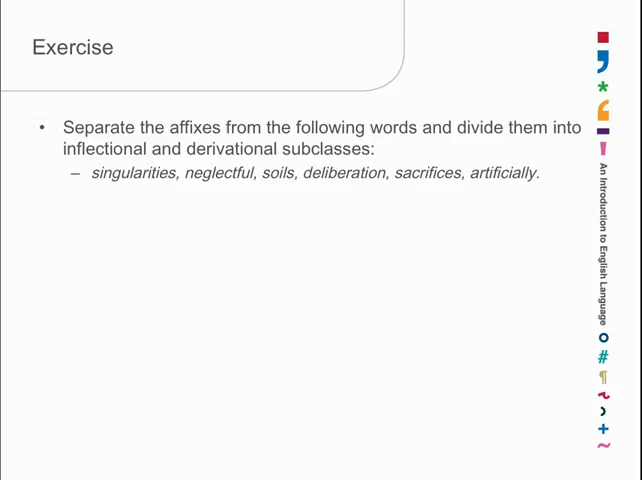 Exercise
• Separate the affixes from the following words and divide them into
inflectional and derivational subclasses:
– singularities, neglectful, soils, deliberation, sacrifices, artificially.
An Introduction to English Language